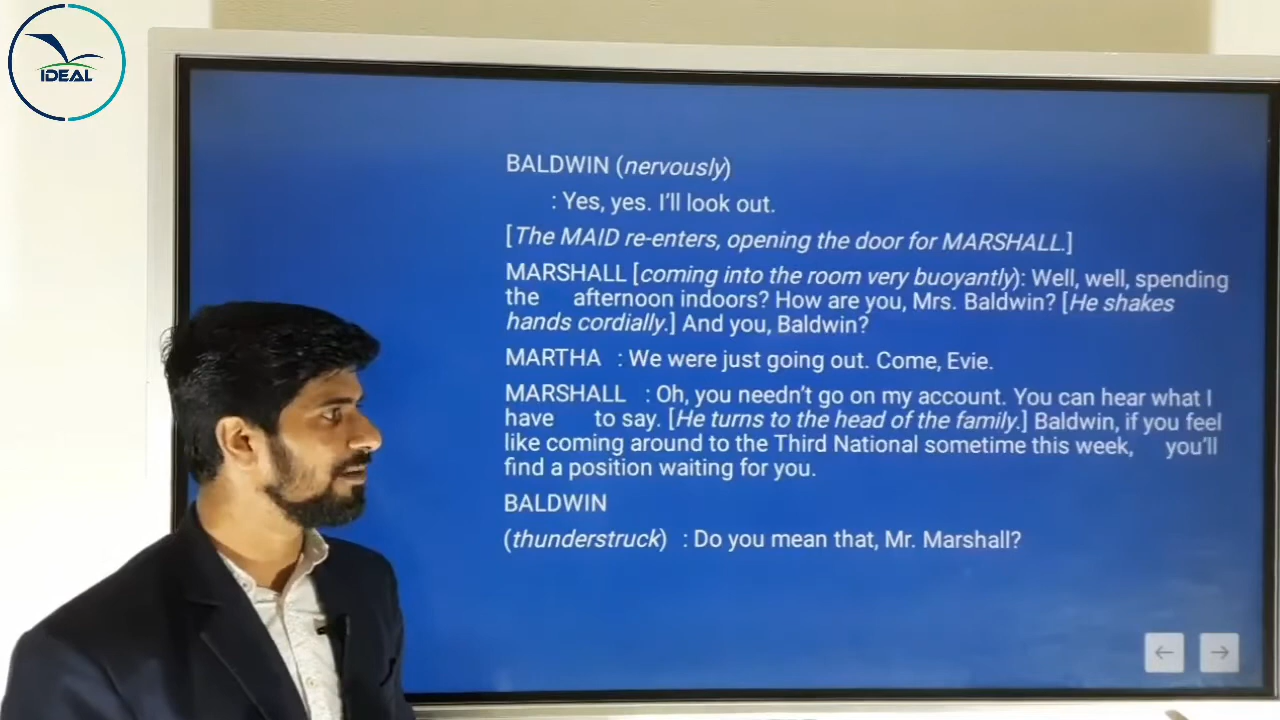 IDEAL
BALDWIN (nervously)
: Yes, yes. I'll look out.
[The MAID re-enters, opening the door for MARSHALL.]
MARSHALL [coming into the room very buoyantly): Well, well, spending
the afternoon indoors? How are you, Mrs. Baldwin? [He shakes
hands cordially.] And you, Baldwin?
MARTHA : We were just going out. Come, Evie.
MARSHALL : Oh, you needn't go on my account. You can hear what I
have to say. [He turns to the head of the family.] Baldwin, if you feel
like coming around to the Third National sometime this week, you'll
find a position waiting for you.
BALDWIN
(thunderstruck) : Do you mean that, Mr. Marshall?